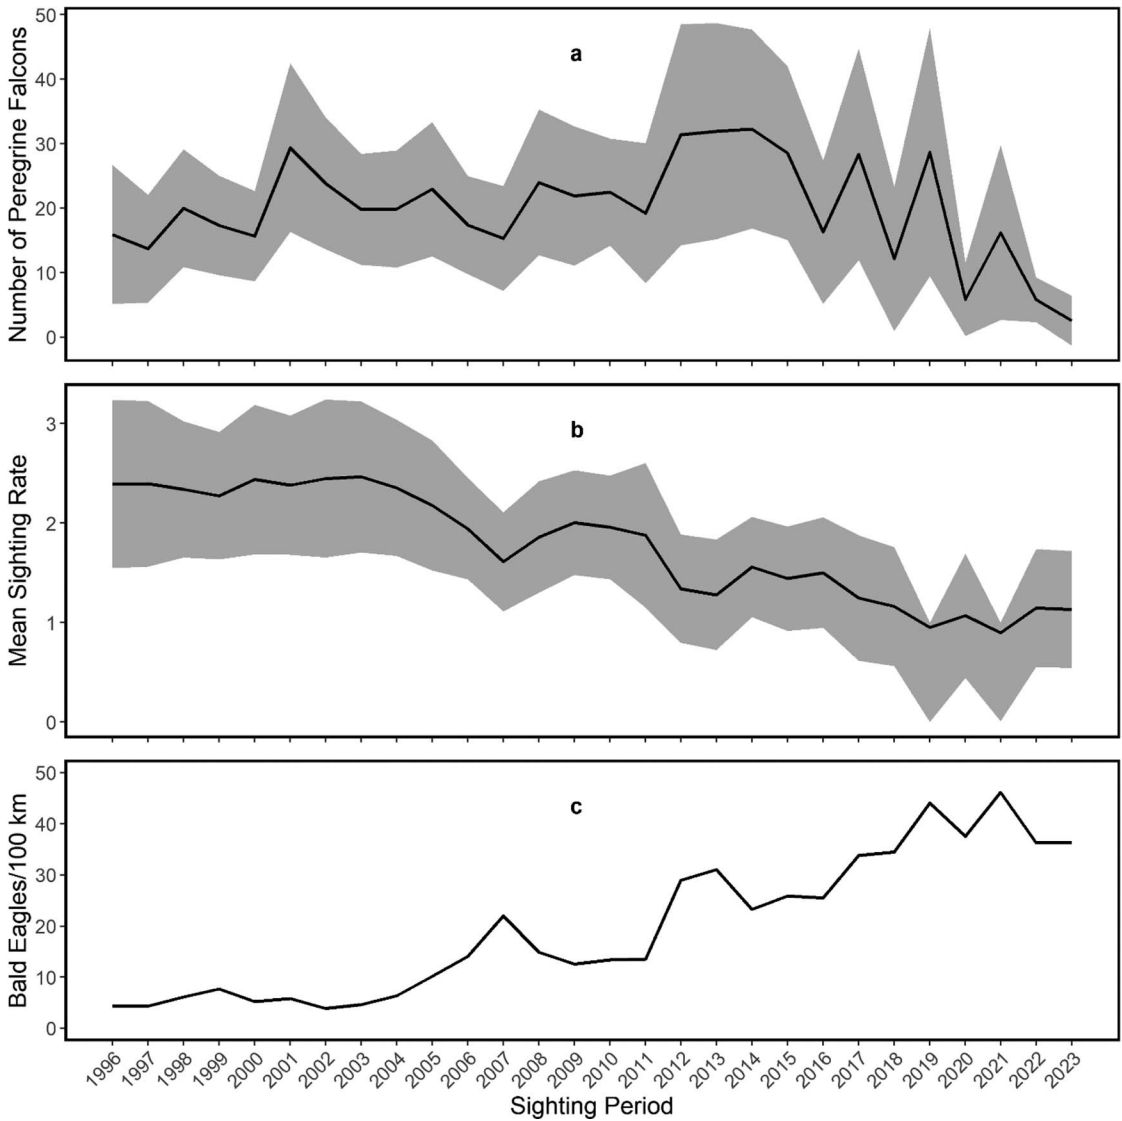 a
Number of Peregrine Falcons
50
40
30
20
10
0
b
Mean Sighting Rate
3
2
1
0
c
Bald Eagles/100 km
50
40
30
20
10
0
1996 1997 1998 1999 2000 2001 2002 2003 2004 2005 2006 2007 2008 2009 2010 2011 2012 2013 2014 2015 2016 2017 2018 2019 2020 2021 2022 2023
Sighting Period